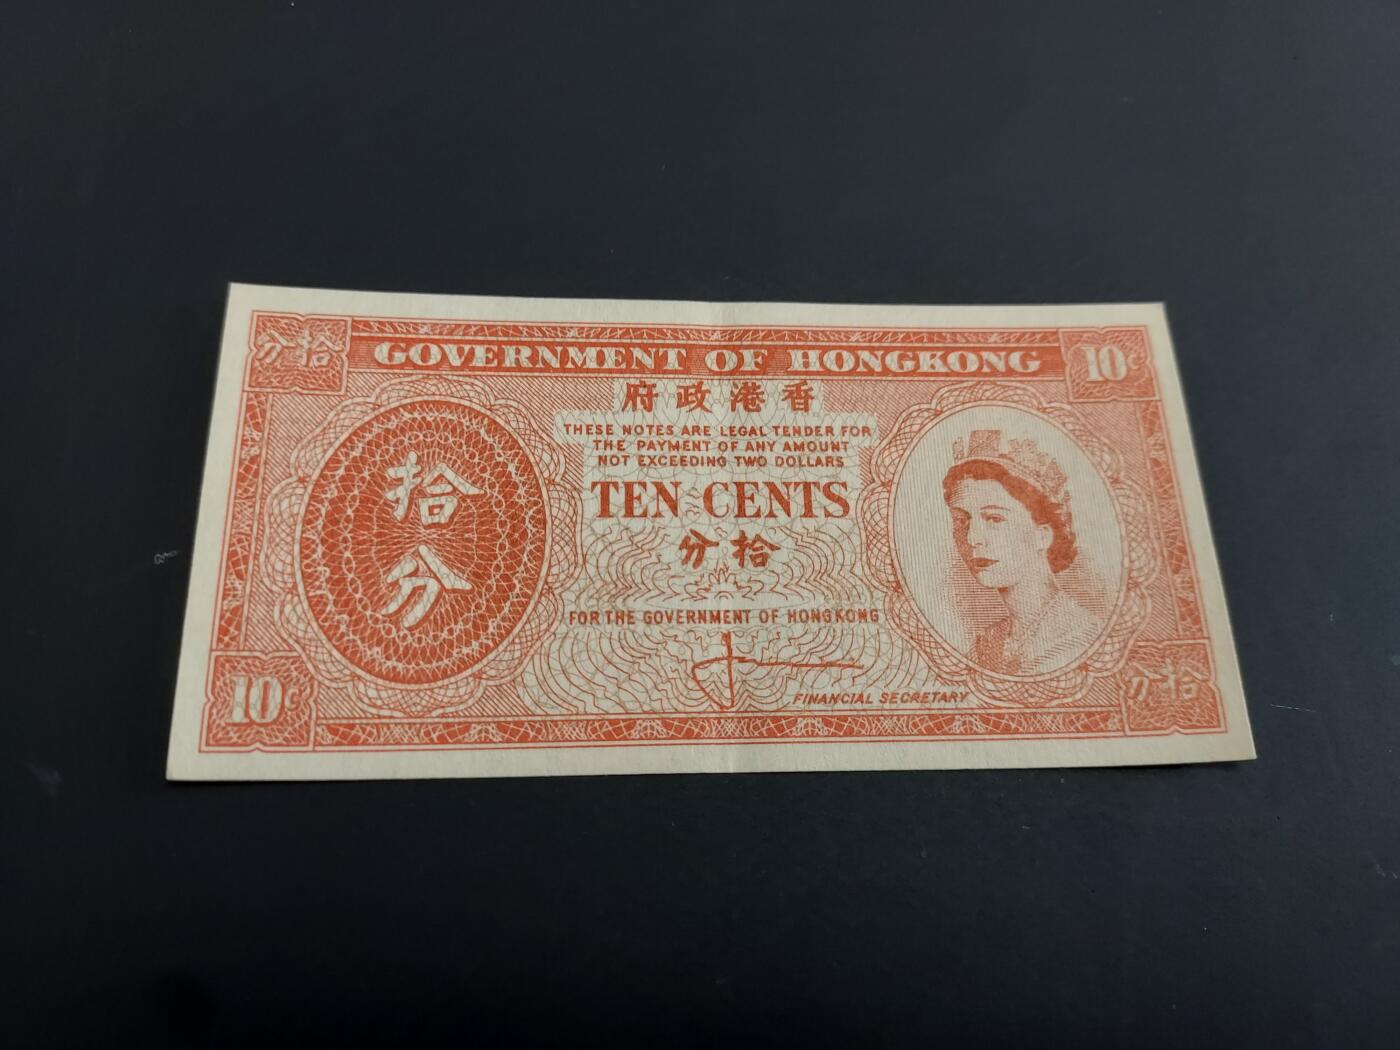 分拾
GOVERNMENT OF HONGKONG
10c
府政港香
THESE NOTES ARE LEGAL TENDER FOR
THE PAYMENT OF ANY AMOUNT
NOT EXCEEDING TWO DOLLARS
拾
分
TEN CENTS
分拾
FOR THE GOVERNMENT OF HONGKONG
FINANCIAL SECRETARY
10c
分拾